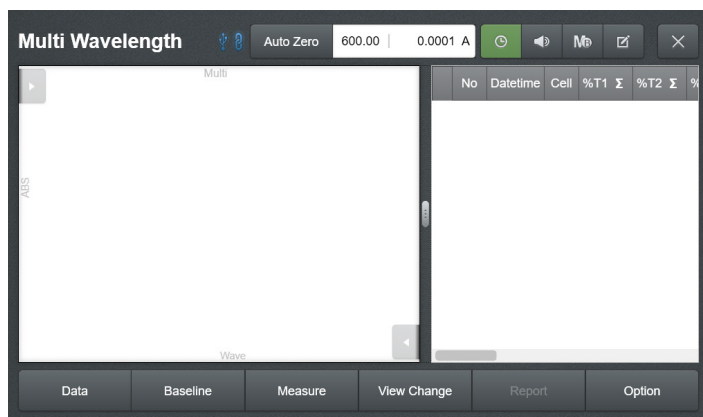 Multi Wavelength Auto Zero 600.00 0.0001 A
Multi
ABS
Wave
No Datetime Cell %T1 Σ %T2 Σ %
Data Baseline Measure View Change Report Option